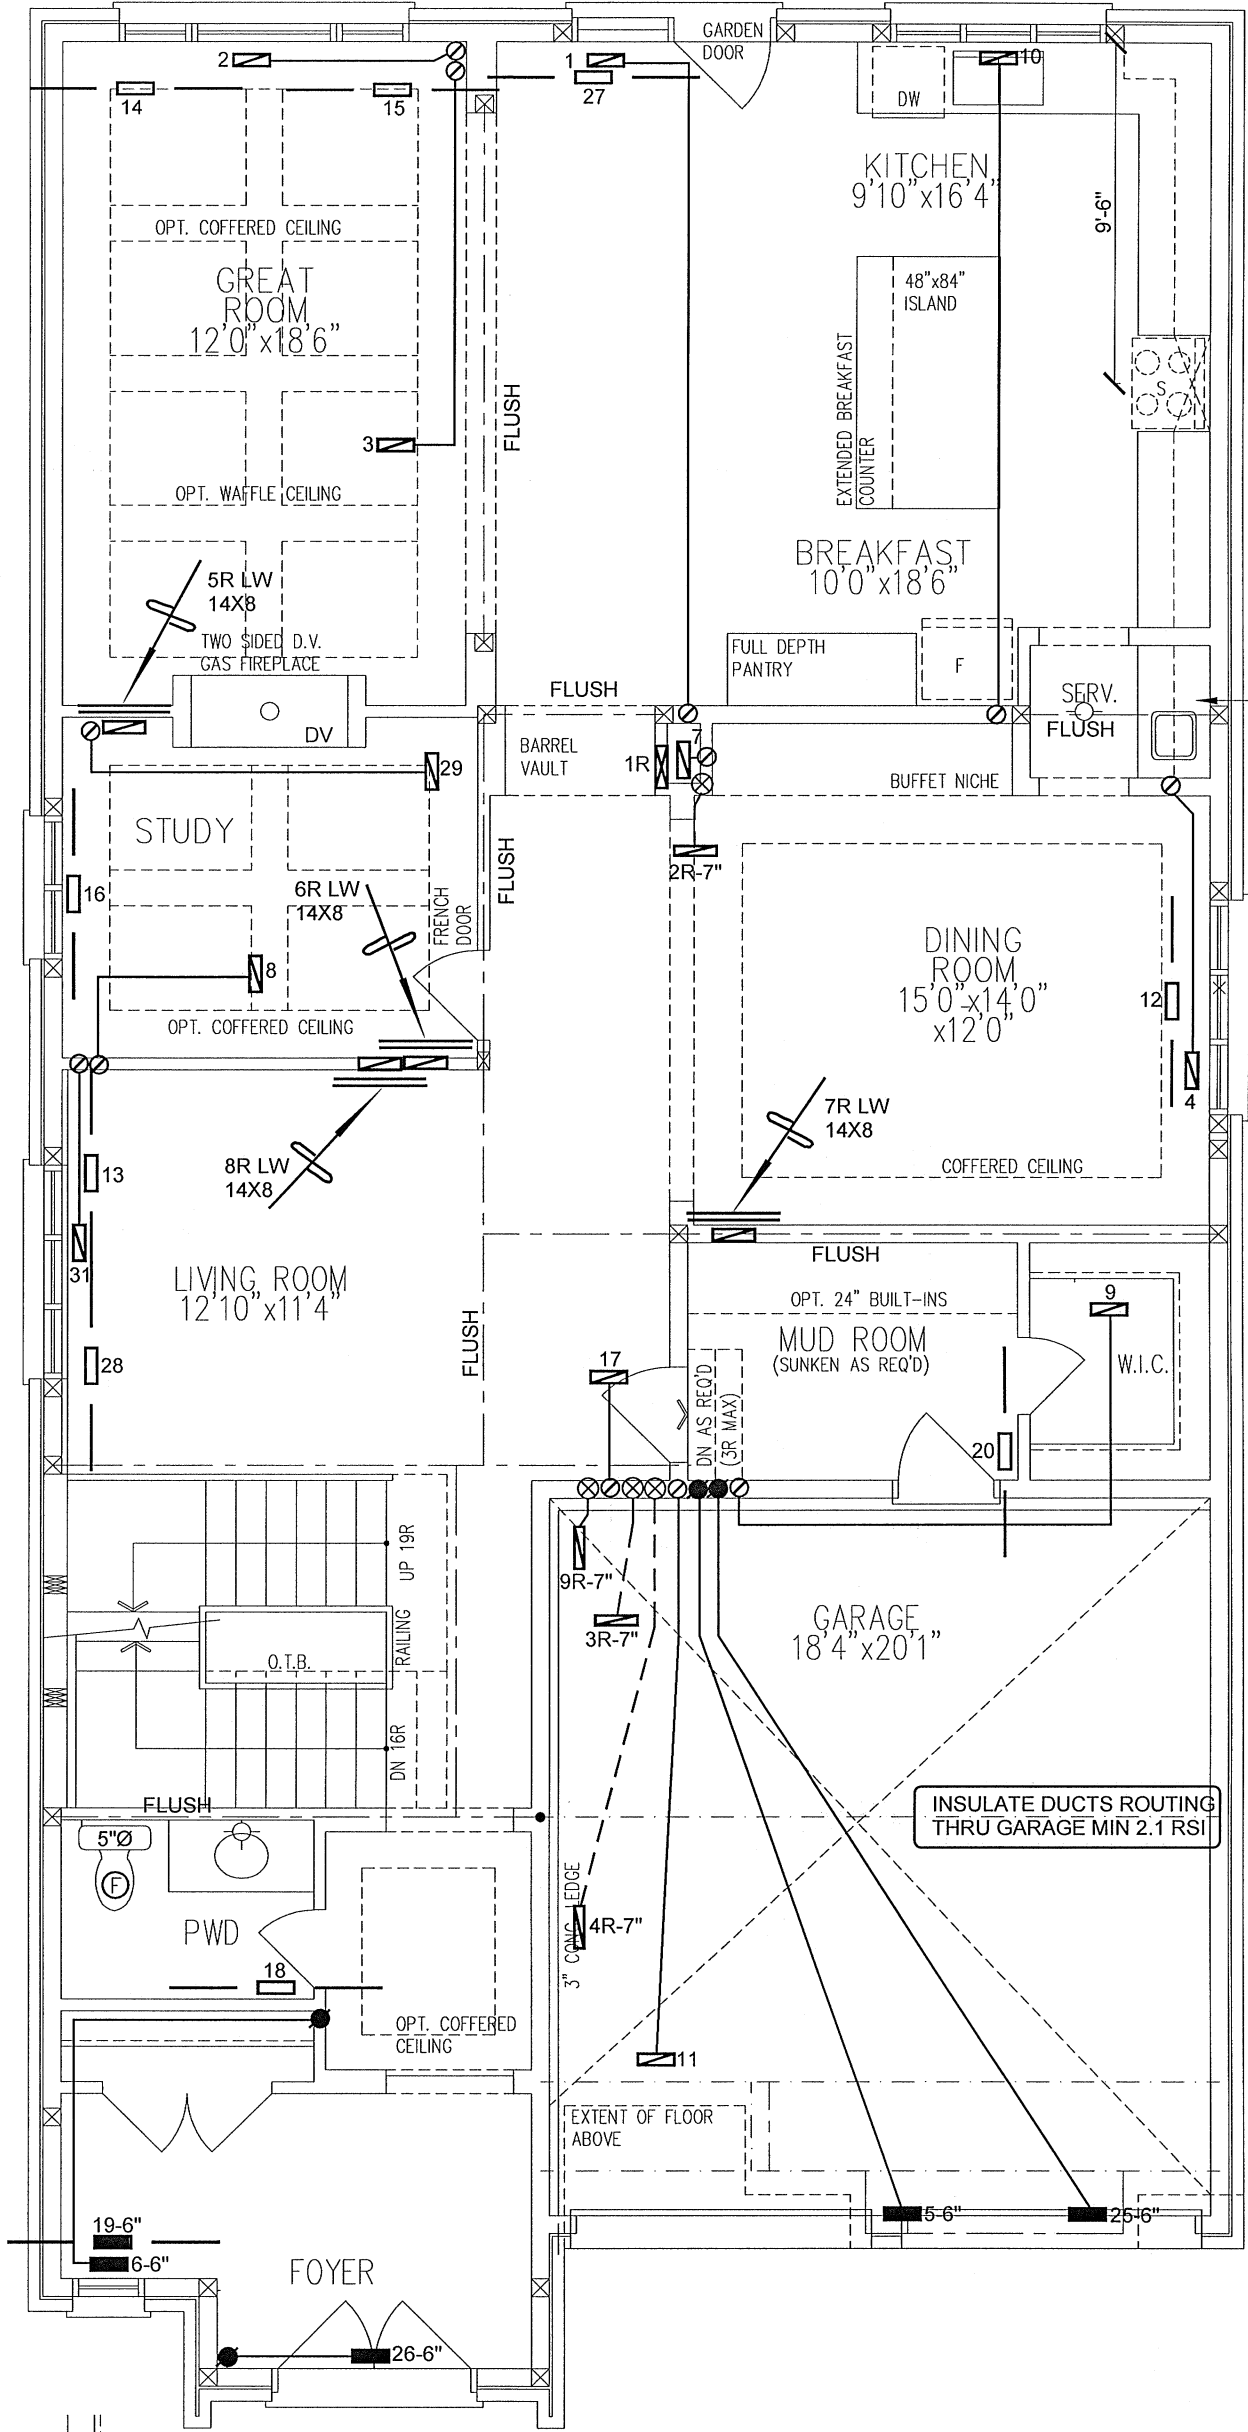 GARDEN
DOOR
2
1
10
14
15
27
DW
KITCHEN
9'10"x16'4"
9'-6"
OPT. COFFERED CEILING
GREAT
ROOM
12'0"x18'6"
48"x84"
ISLAND
EXTENDED BREAKFAST
COUNTER
S
FLUSH
3
OPT. WAFFLE CEILING
BREAKFAST
10'0"x18'6"
5R LW
14X8
TWO SIDED D.V.
GAS FIREPLACE
FULL DEPTH
PANTRY
F
FLUSH
SERV.
FLUSH
DV
BARREL
VAULT
1R
7
29
BUFFET NICHE
STUDY
FLUSH
2R-7"
16
6R LW
14X8
FRENCH
DOOR
8
DINING
ROOM
15'0"x14'0"
x12'0"
12
OPT. COFFERED CEILING
4
7R LW
14X8
8R LW
14X8
13
COFFERED CEILING
31
LIVING ROOM
12'10"x11'4"
FLUSH
FLUSH
OPT. 24" BUILT-INS
9
MUD ROOM
(SUNKEN AS REQ'D)
W.I.C.
28
17
DN AS REQ'D
(3R MAX)
20
UP 19R
9R-7"
3R-7"
GARAGE
18'4"x20'1"
RAILING
O.T.B.
DN 16R
FLUSH
INSULATE DUCTS ROUTING
THRU GARAGE MIN 2.1 RSI
5"Ø
F
PWD
3" CONC LEDGE
4R-7"
18
OPT. COFFERED
CEILING
11
EXTENT OF FLOOR
ABOVE
19-6"
6-6"
5-6"
25-6"
FOYER
26-6"